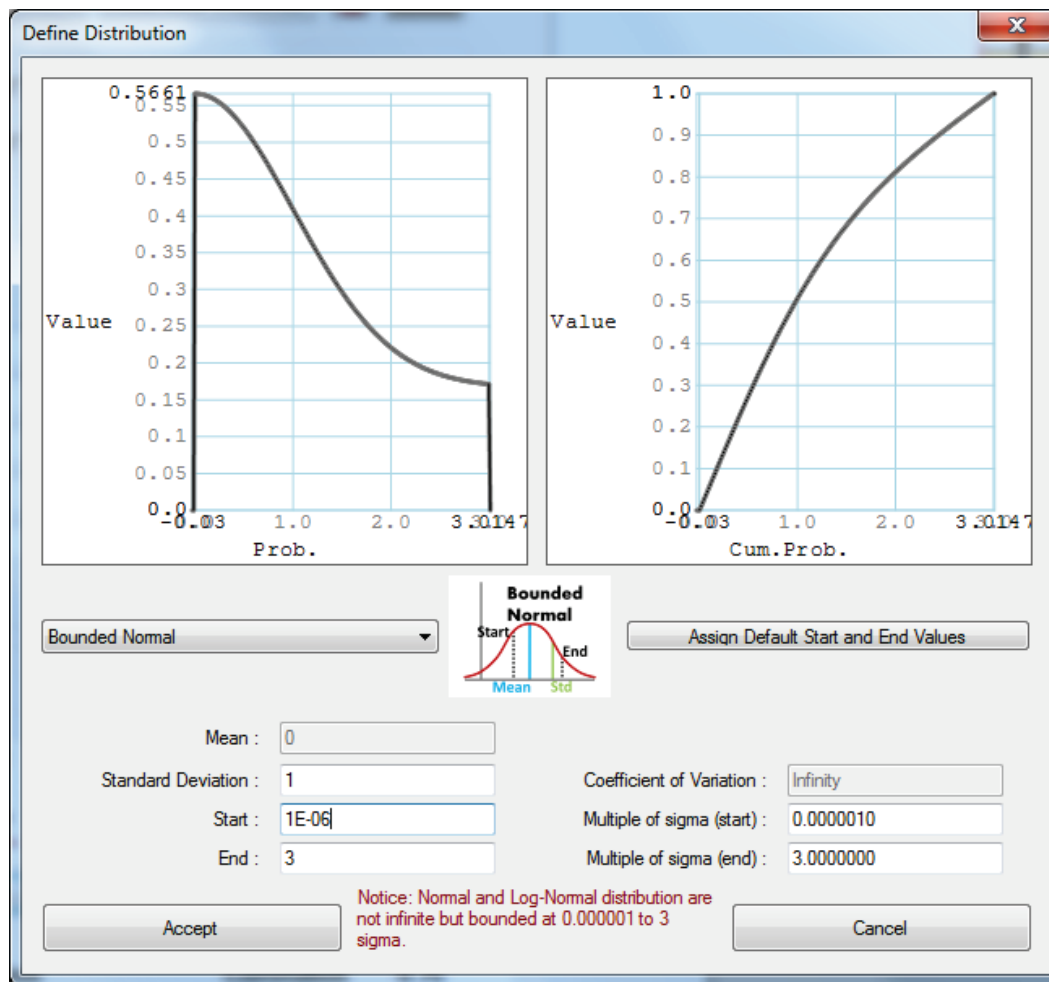 Define Distribution
X
0.5661
0.55
0.5
0.45
0.4
0.35
0.3
Value
0.25
0.2
0.15
0.1
0.05
0.0
1.0
2.0
Prob.
1.0
0.9
0.8
0.7
0.6
0.5
Value
0.4
0.3
0.2
0.1
0.0
1.0
2.0
Cum.Prob.
Bounded Normal
Bounded
Normal
Start
End
Mean
Std
Assign Default Start and End Values
Mean : 0
Standard Deviation : 1
Coefficient of Variation : Infinity
Start : 1E-06
Multiple of sigma (start) : 0.0000010
End : 3
Multiple of sigma (end) : 3.0000000
Accept
Notice: Normal and Log-Normal distribution are
not infinite but bounded at 0.000001 to 3
sigma.
Cancel